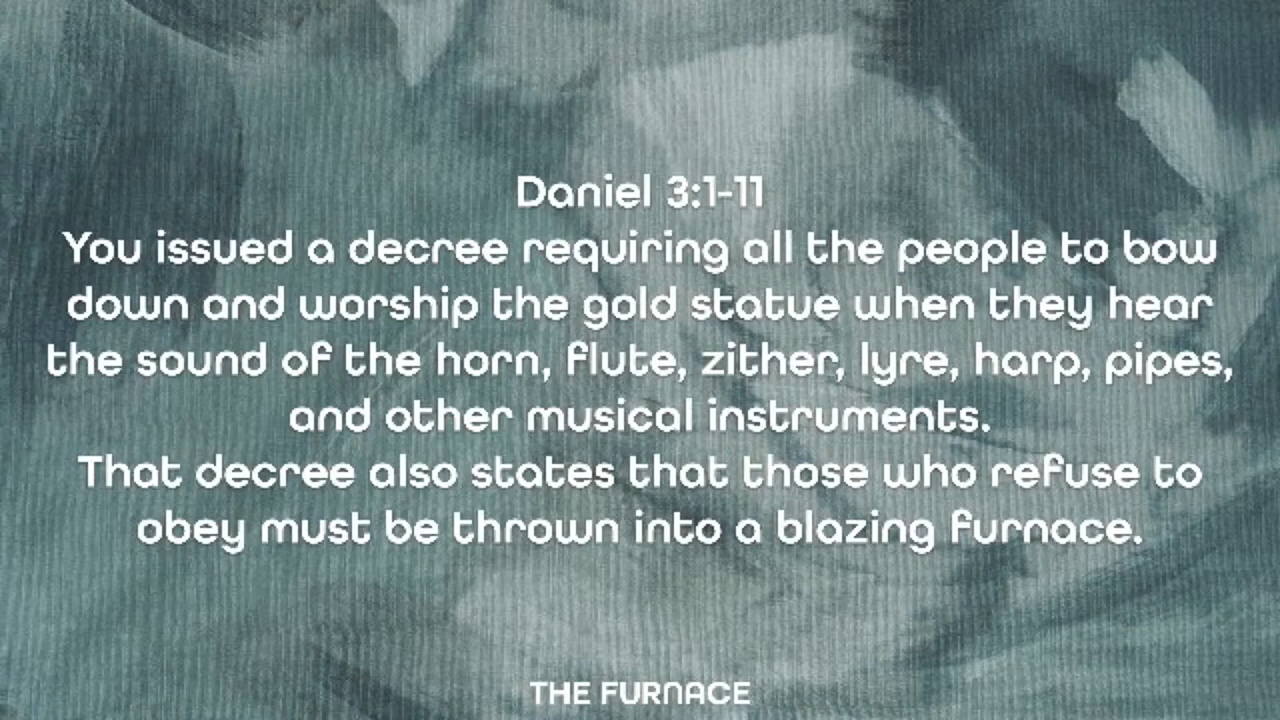 Daniel 3:1-11
You issued a decree requiring all the people to bow
down and worship the gold statue when they hear
the sound of the horn, flute, zither, lyre, harp, pipes,
and other musical instruments.
That decree also states that those who refuse to
obey must be thrown into a blazing furnace.
THE FURNACE